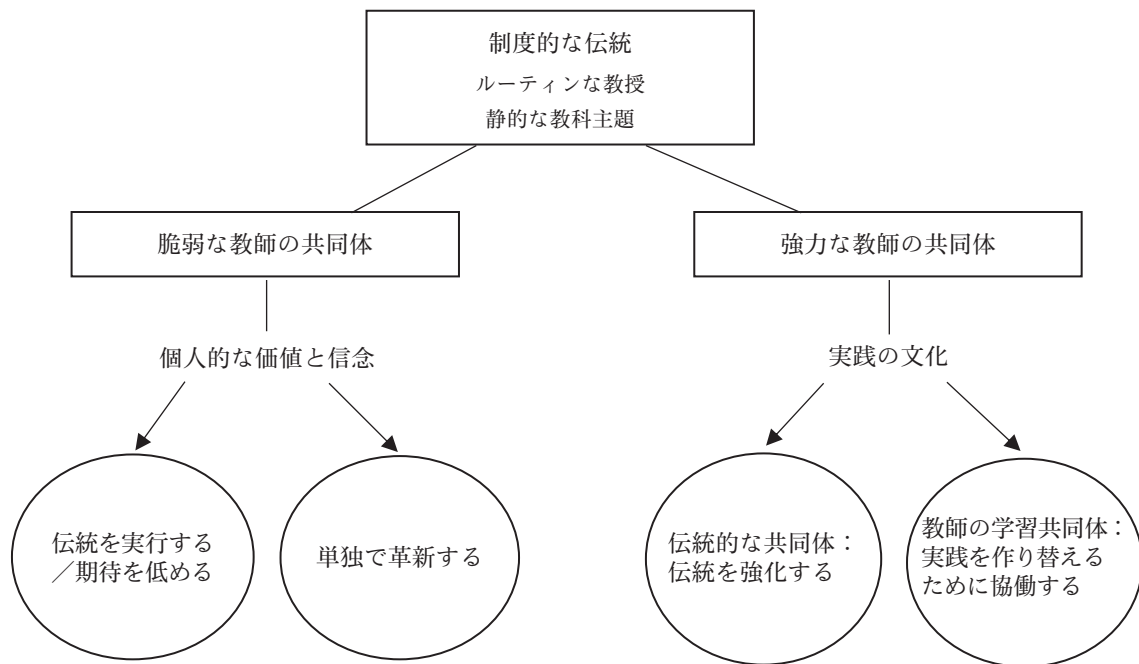 制度的な伝統
ルーティンな教授
静的な教科主題
脆弱な教師の共同体
強力な教師の共同体
個人的な価値と信念
実践の文化
伝統を実行する
／期待を低める
単独で革新する
伝統的な共同体：
伝統を強化する
教師の学習共同体：
実践を作り替える
ために協働する